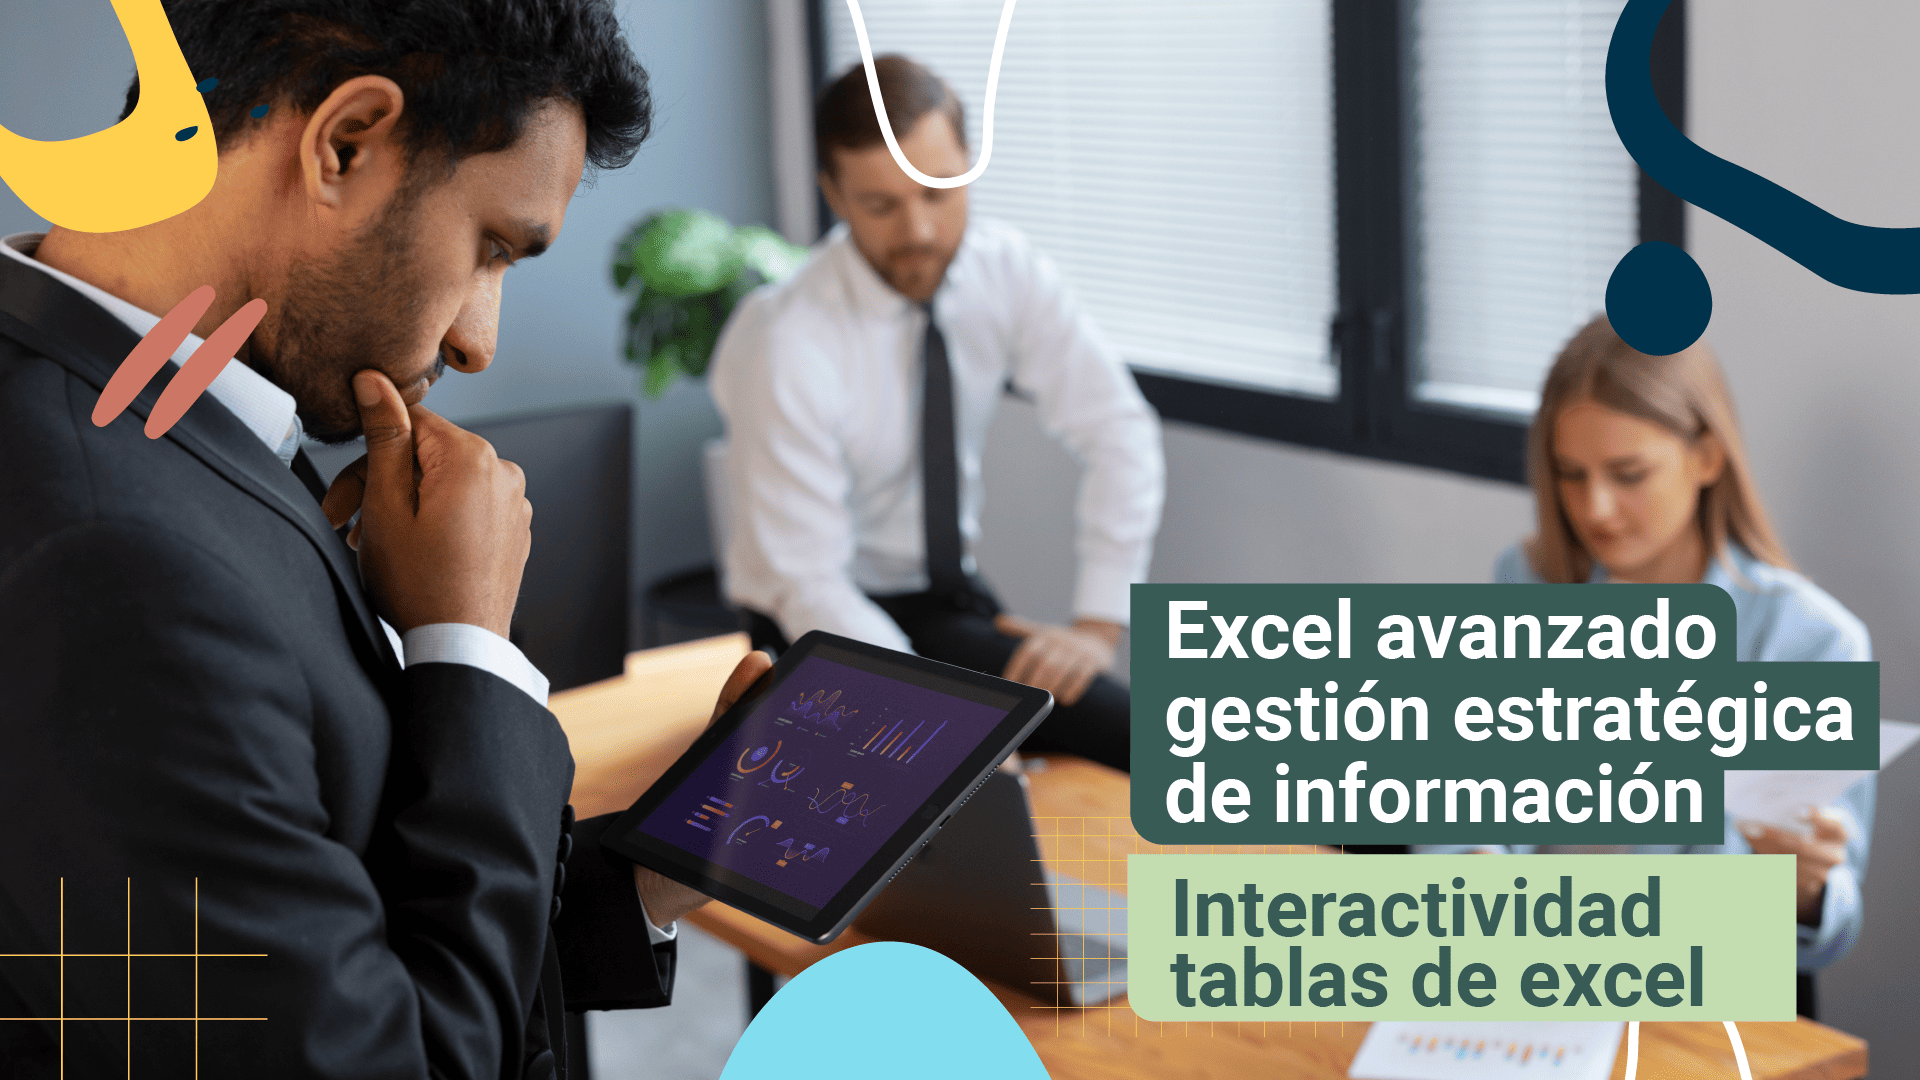 Excel avanzado
gestión estratégica
de información
Interactividad
tablas de excel